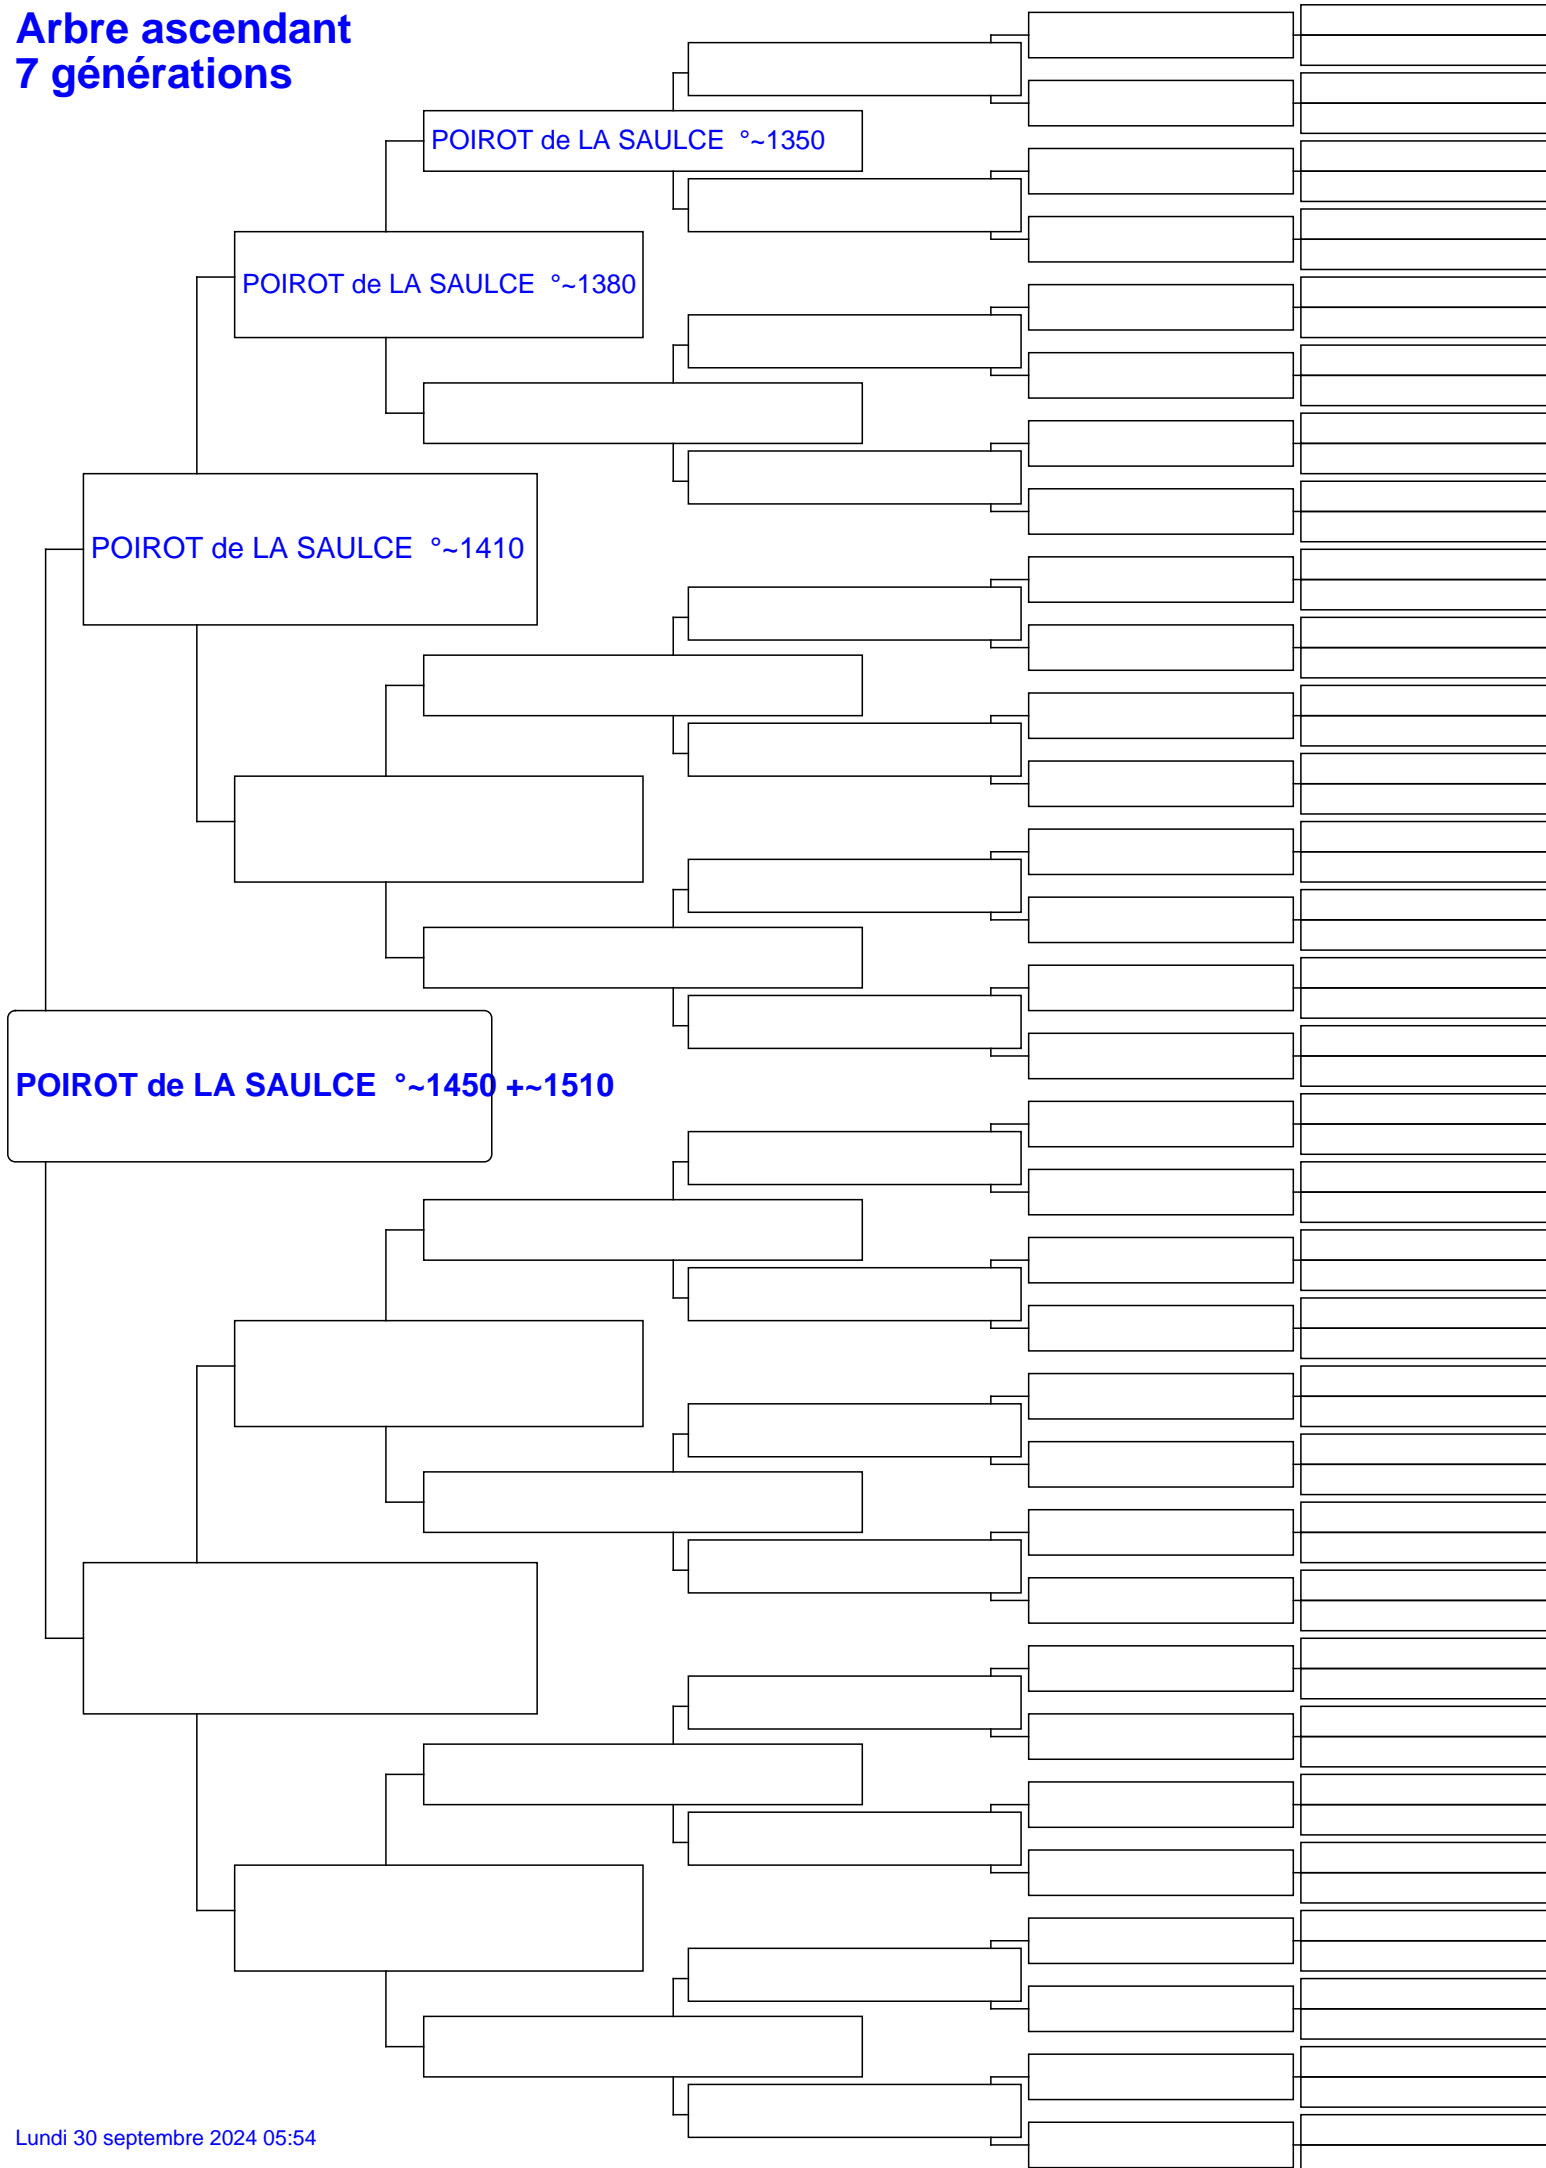 Arbre ascendant
7 générations
POIROT de LA SAULCE °~1350
POIROT de LA SAULCE °~1380
POIROT de LA SAULCE °~1410
POIROT de LA SAULCE °~1450 +~1510
Lundi 30 septembre 2024 05:54